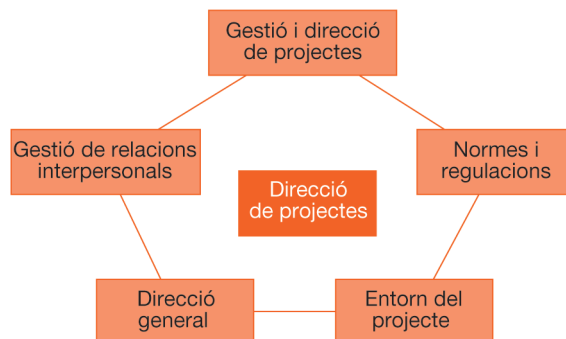 Gestió i direcció
de projectes
Gestió de relacions
interpersonals
Normes i
regulacions
Direcció
de projectes
Direcció
general
Entorn del
projecte